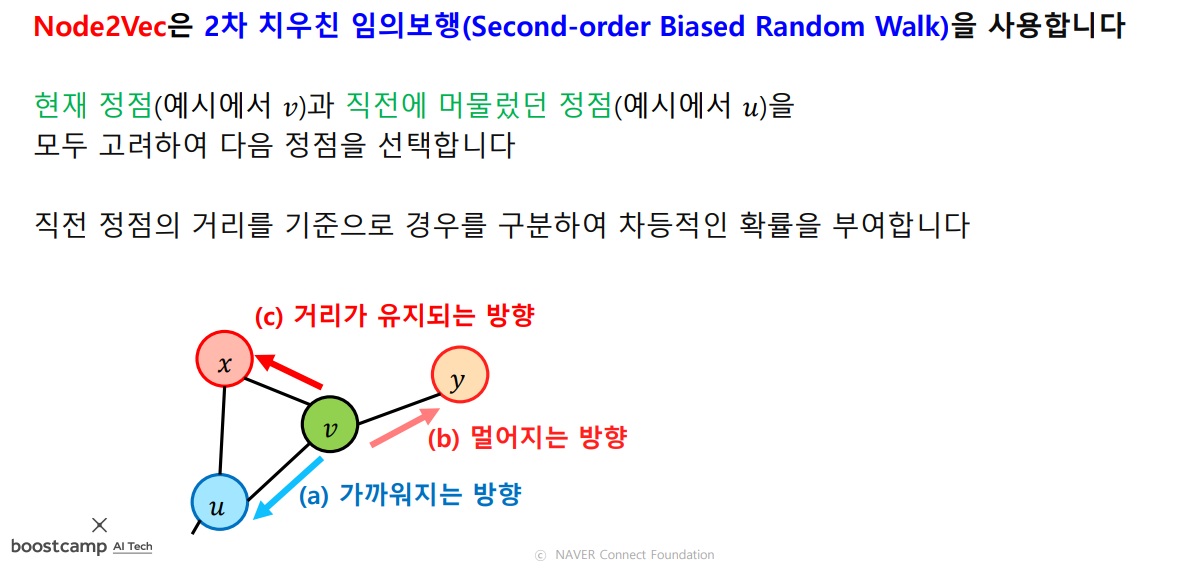 Node2Vec은 2차 치우친 임의보행(Second-order Biased Random Walk)을 사용합니다
현재 정점(예시에서 v)과 직전에 머물렀던 정점(예시에서 u)을
모두 고려하여 다음 정점을 선택합니다
직전 정점의 거리를 기준으로 경우를 구분하여 차등적인 확률을 부여합니다
(c) 거리가 유지되는 방향
x
y
v
(b) 멀어지는 방향
(a) 가까워지는 방향
u
boostcamp AI Tech
ⓒ NAVER Connect Foundation